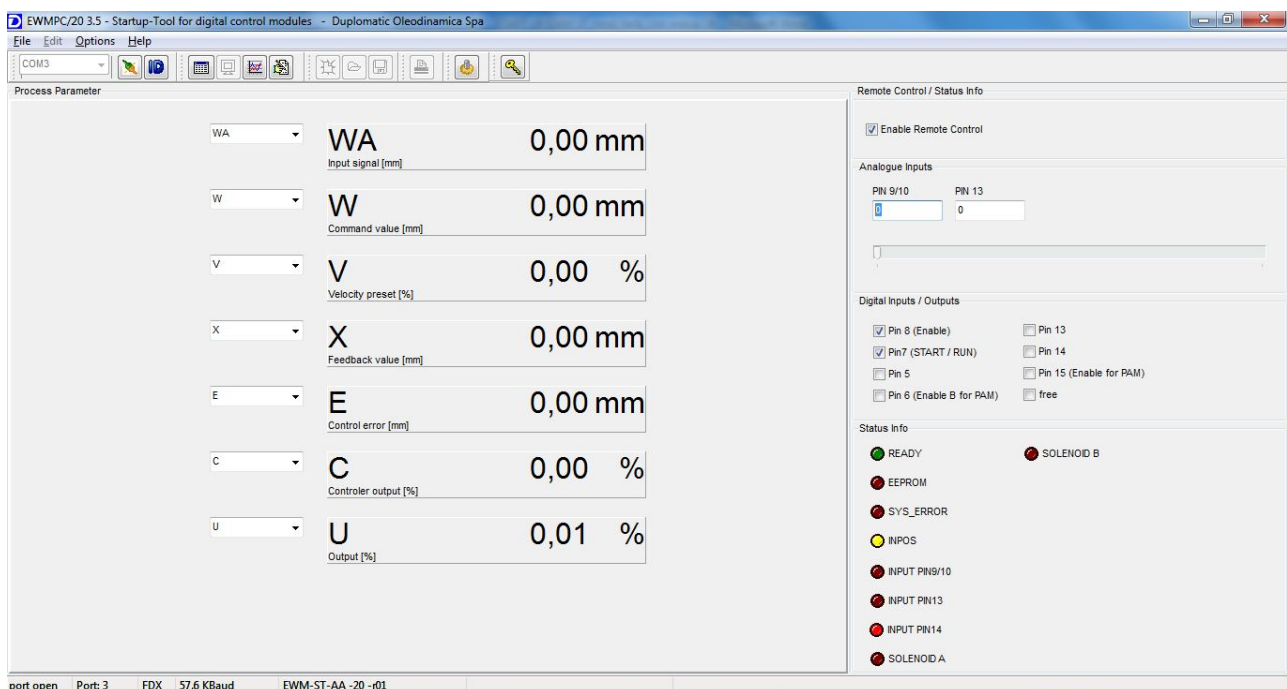 EWMPC/20 3.5 - Startup-Tool for digital control modules - Duplomatic Oleodinamica Spa
File Edit Options Help
COM3
ID
Process Parameter
WA
WA 0,00 mm
Input signal [mm]
W
W 0,00 mm
Command value [mm]
V
V 0,00 %
Velocity preset [%]
X
X 0,00 mm
Feedback value [mm]
E
E 0,00 mm
Control error [mm]
C
C 0,00 %
Controler output [%]
U
U 0,01 %
Output [%]
Remote Control / Status Info
Enable Remote Control
Analogue Inputs
PIN 9/10 PIN 13
0 0
Digital Inputs / Outputs
Pin 8 (Enable) Pin 13
Pin7 (START / RUN) Pin 14
Pin 5 Pin 15 (Enable for PAM)
Pin 6 (Enable B for PAM) free
Status Info
READY SOLENOID B
EEPROM
SYS_ERROR
INPOS
INPUT PIN9/10
INPUT PIN13
INPUT PIN14
SOLENOID A
port open Port: 3 FDX 57.6 KBaud EWM-ST-AA -20 -r01